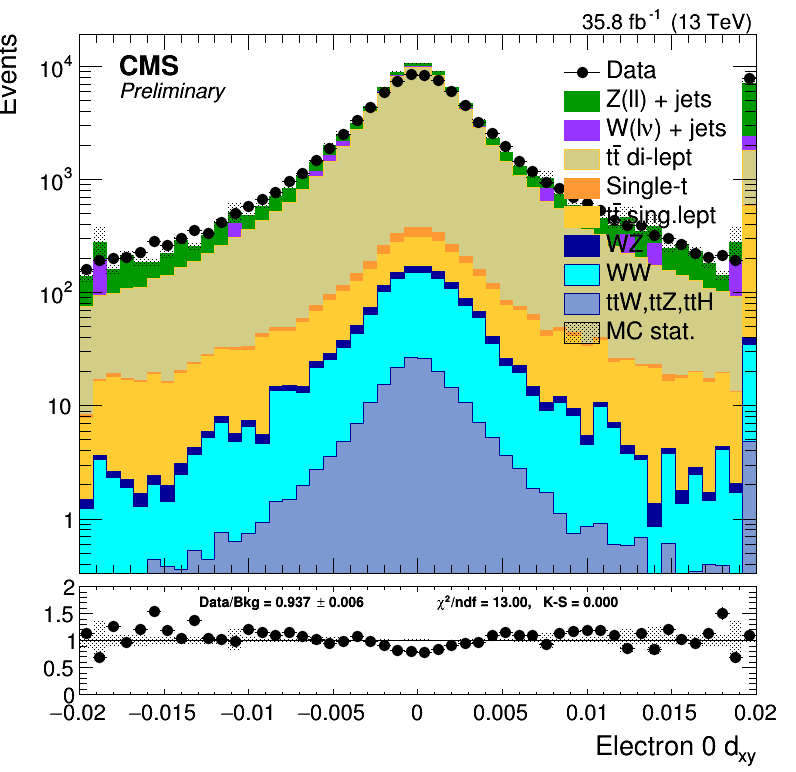 35.8 fb⁻¹ (13 TeV)
Events
CMS
Preliminary
Data
Z(ll) + jets
W(lv) + jets
tt̄ di-lept
Single-t
tt̄ sing.lept
WZ
WW
ttW,ttZ,ttH
MC stat.
10⁴
10³
10²
10
1
Data/Bkg = 0.937 ± 0.006 χ²/ndf = 13.00, K-S = 0.000
2
1.5
1
0.5
0
−0.02 −0.015 −0.01 −0.005 0 0.005 0.01 0.015 0.02
Electron 0 d_xy